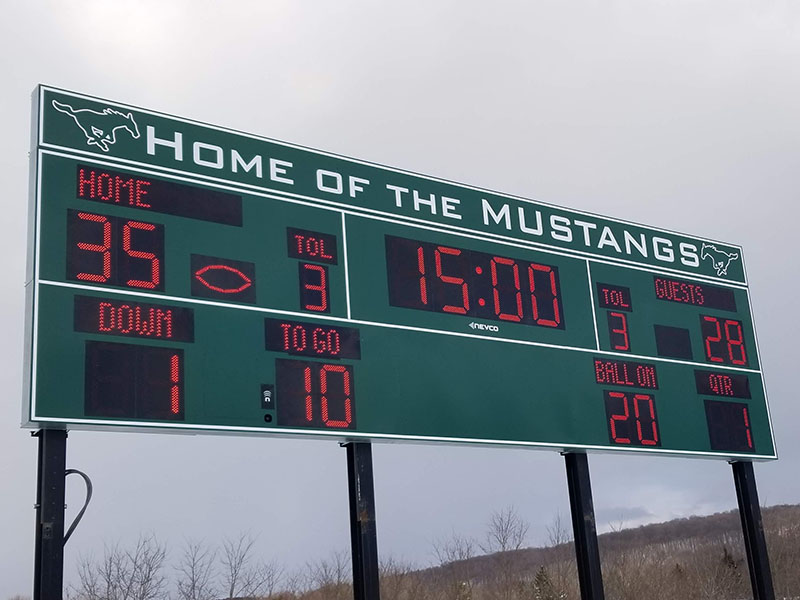 HOME OF THE MUSTANGS
HOME
35
TOL
3
15:00
NEVCO
TOL
3
GUESTS
28
DOWN
1
TO GO
10
BALL ON
20
QTR
1